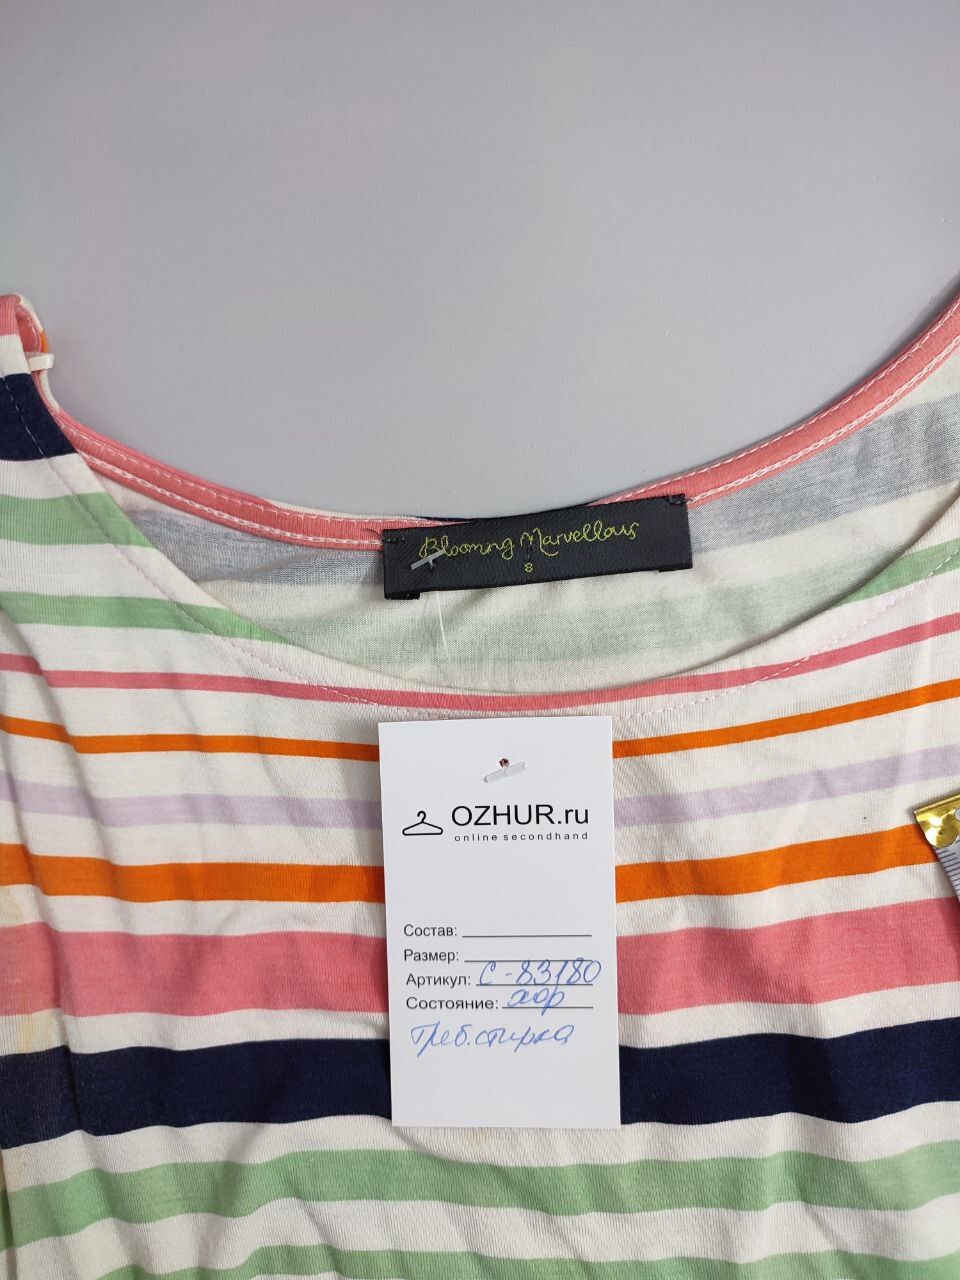 Blooming Marvellous
8
OZHUR.ru
online secondhand
Состав:
Размер:
Артикул: С-83180
Состояние: хор
Треб. стирка